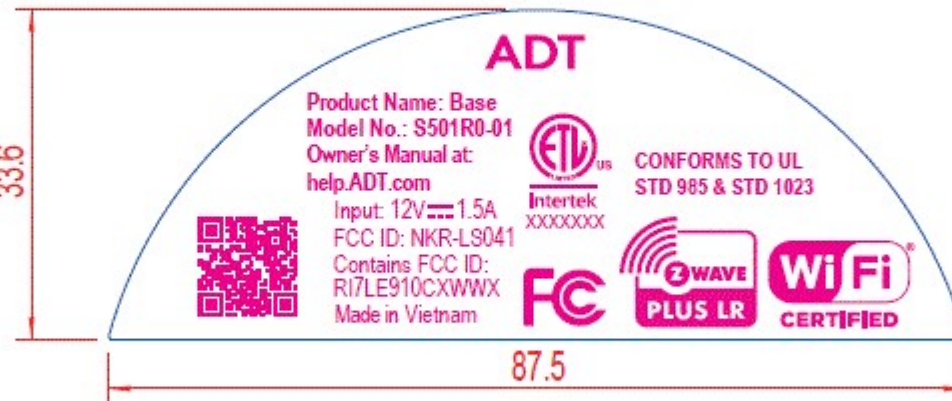 ADT
Product Name: Base
Model No.: S501R0-01
Owner's Manual at:
help.ADT.com
Input: 12V⎓1.5A
FCC ID: NKR-LS041
Contains FCC ID:
RI7LE910CXWWX
Made in Vietnam
ETL
US
Intertek
XXXXXXX
CONFORMS TO UL
STD 985 & STD 1023
FC
Z WAVE
PLUS LR
Wi Fi
®
CERTIFIED
33.6
87.5